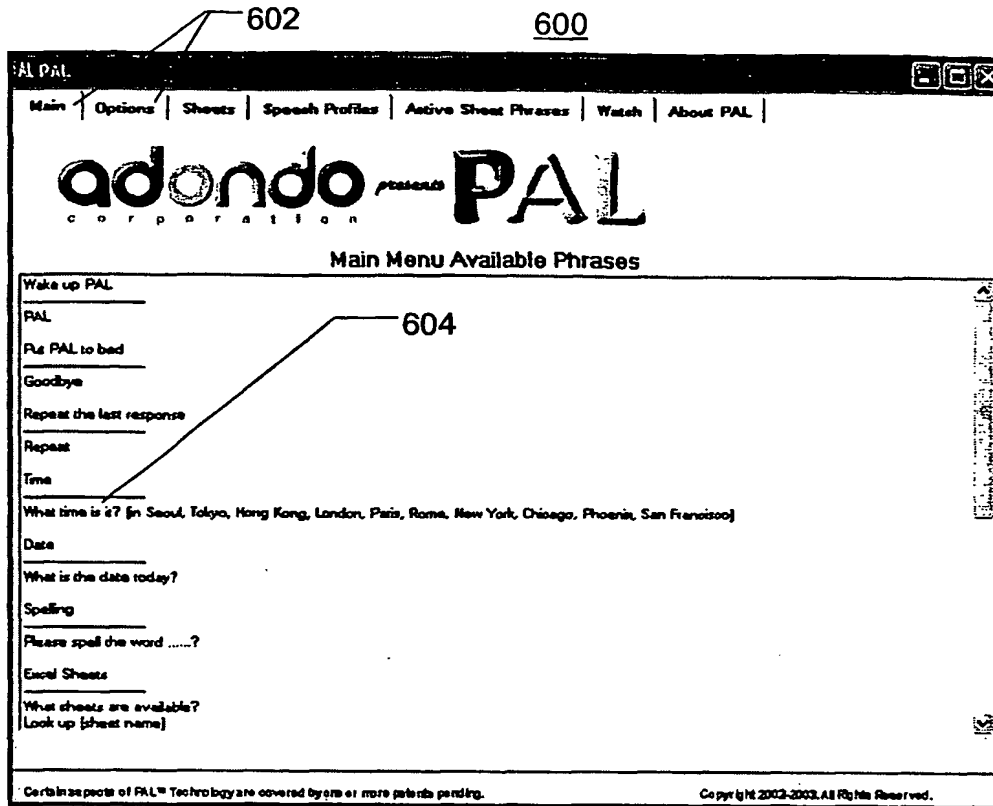 602
600
PAL
Main Options Sheets Speech Profiles Active Sheet Phrases Watch About PAL
adondo presents PAL
corporation
Main Menu Available Phrases
Wake up PAL
PAL
604
Put PAL to bed
Goodbye
Repeat the last response
Repeat
Time
What time is it? [in Seoul, Tokyo, Hong Kong, London, Paris, Rome, New York, Chicago, Phoenix, San Francisco]
Date
What is the date today?
Spelling
Please spell the word ......?
Excel Sheets
What sheets are available?
Look up [sheet name]
Certain aspects of PAL™ Technology are covered by one or more patents pending.
Copyright 2002-2003. All Rights Reserved.